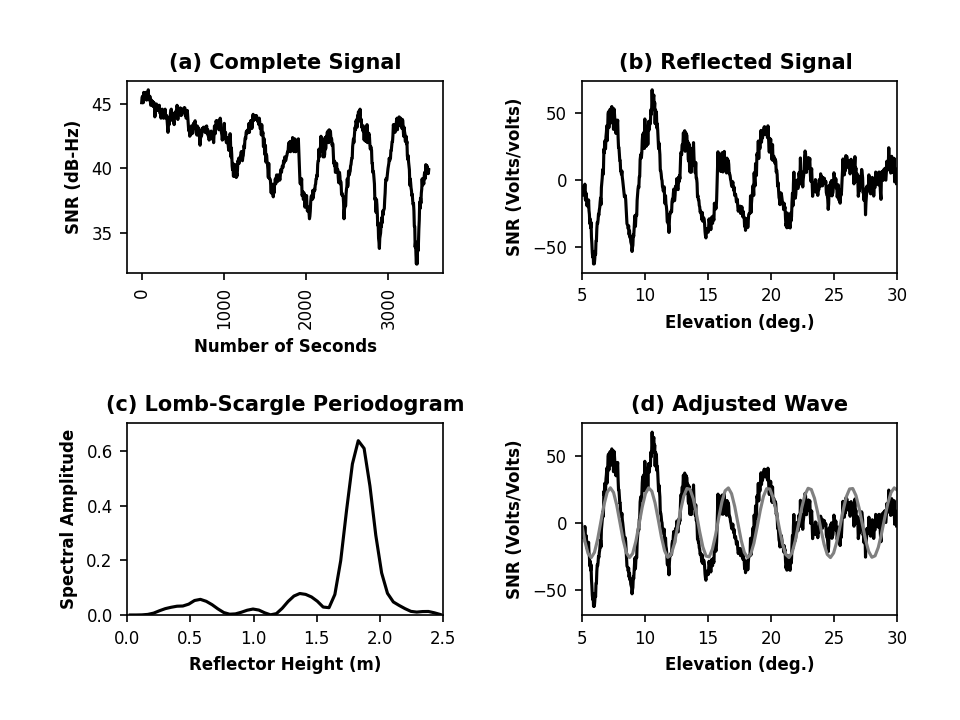 (a) Complete Signal
SNR (dB-Hz)
45
40
35
0
1000
2000
3000
Number of Seconds
(b) Reflected Signal
SNR (Volts/volts)
50
0
−50
5 10 15 20 25 30
Elevation (deg.)
(c) Lomb-Scargle Periodogram
Spectral Amplitude
0.6
0.4
0.2
0.0
0.0 0.5 1.0 1.5 2.0 2.5
Reflector Height (m)
(d) Adjusted Wave
SNR (Volts/Volts)
50
0
−50
5 10 15 20 25 30
Elevation (deg.)